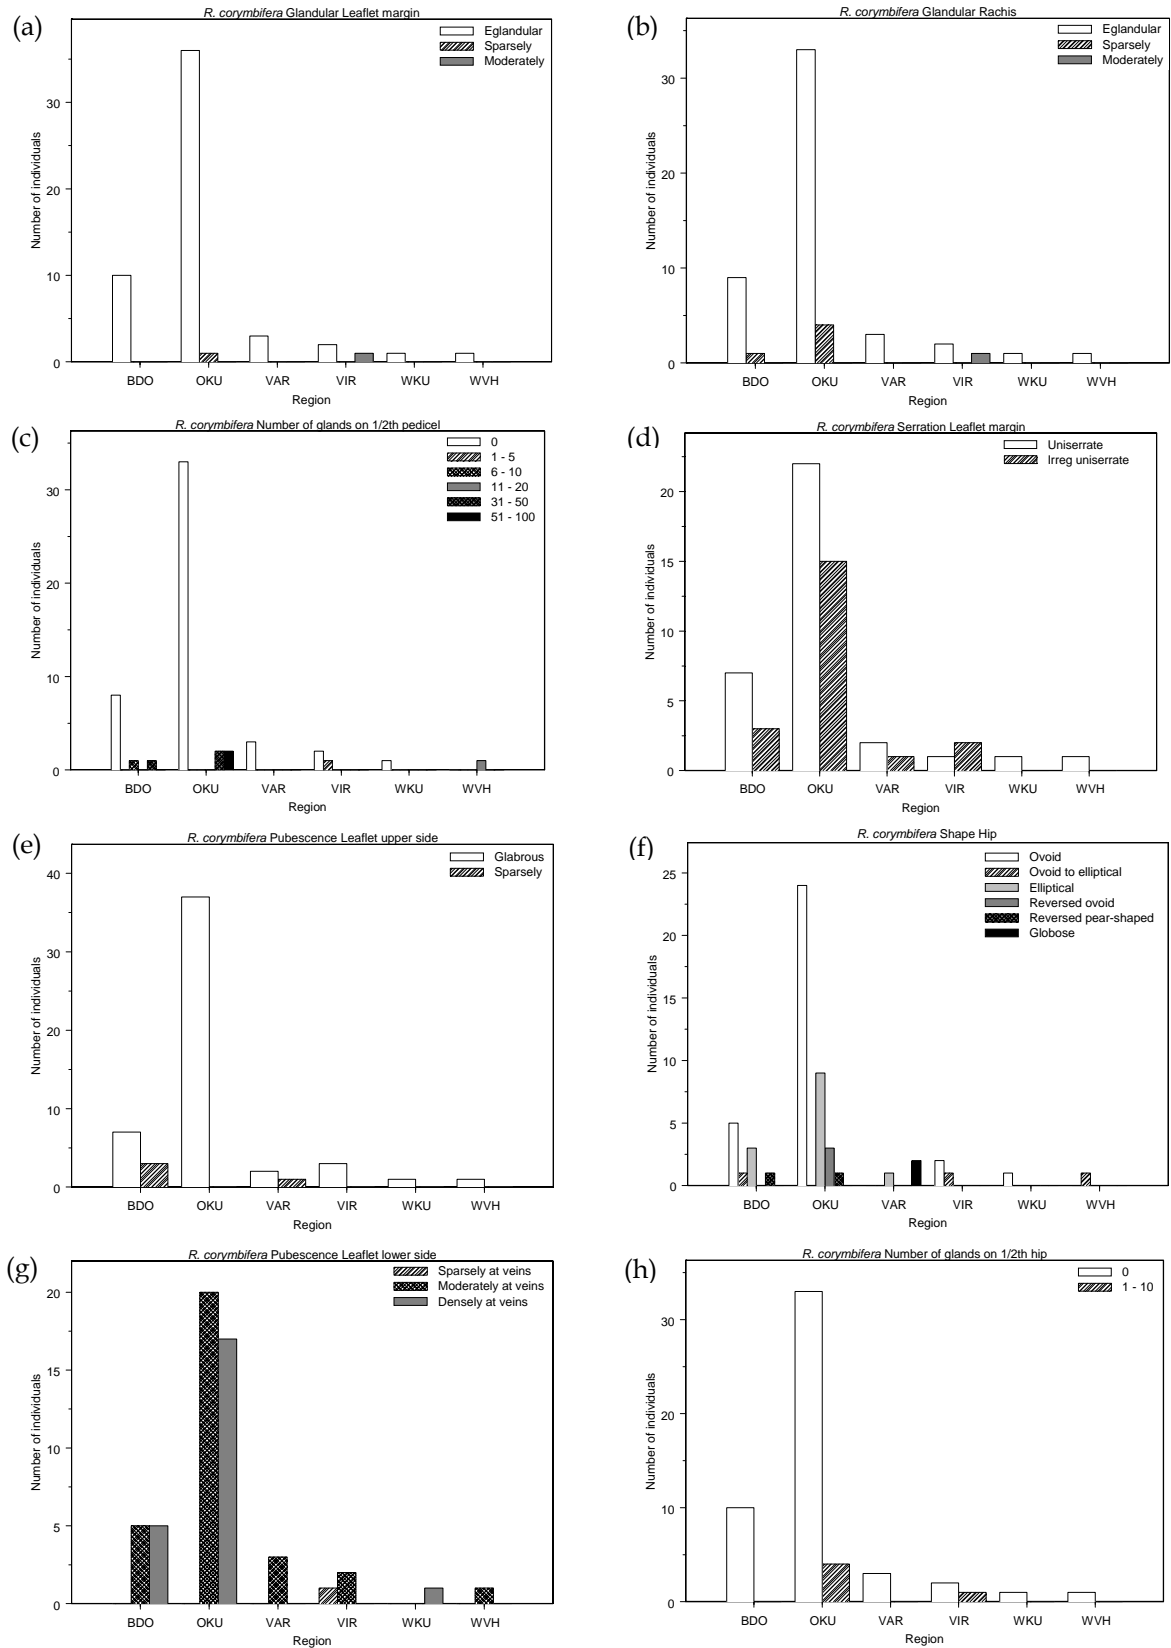 (a)
R. corymbifera Glandular Leaflet margin
Eglandular
Sparsely
Moderately
Number of individuals
30
20
10
0
BDO OKU VAR VIR WKU WVH
Region
(b)
R. corymbifera Glandular Rachis
Eglandular
Sparsely
Moderately
Number of individuals
30
20
10
0
BDO OKU VAR VIR WKU WVH
Region
(c)
R. corymbifera Number of glands on 1/2th pedicel
0
1 - 5
6 - 10
11 - 20
31 - 50
51 - 100
Number of individuals
30
20
10
0
BDO OKU VAR VIR WKU WVH
Region
(d)
R. corymbifera Serration Leaflet margin
Uniserrate
Irreg uniserrate
Number of individuals
20
15
10
5
0
BDO OKU VAR VIR WKU WVH
Region
(e)
R. corymbifera Pubescence Leaflet upper side
Glabrous
Sparsely
Number of individuals
40
30
20
10
0
BDO OKU VAR VIR WKU WVH
Region
(f)
R. corymbifera Shape Hip
Ovoid
Ovoid to elliptical
Elliptical
Reversed ovoid
Reversed pear-shaped
Globose
Number of individuals
25
20
15
10
5
0
BDO OKU VAR VIR WKU WVH
Region
(g)
R. corymbifera Pubescence Leaflet lower side
Sparsely at veins
Moderately at veins
Densely at veins
Number of individuals
20
15
10
5
0
BDO OKU VAR VIR WKU WVH
Region
(h)
R. corymbifera Number of glands on 1/2th hip
0
1 - 10
Number of individuals
30
20
10
0
BDO OKU VAR VIR WKU WVH
Region